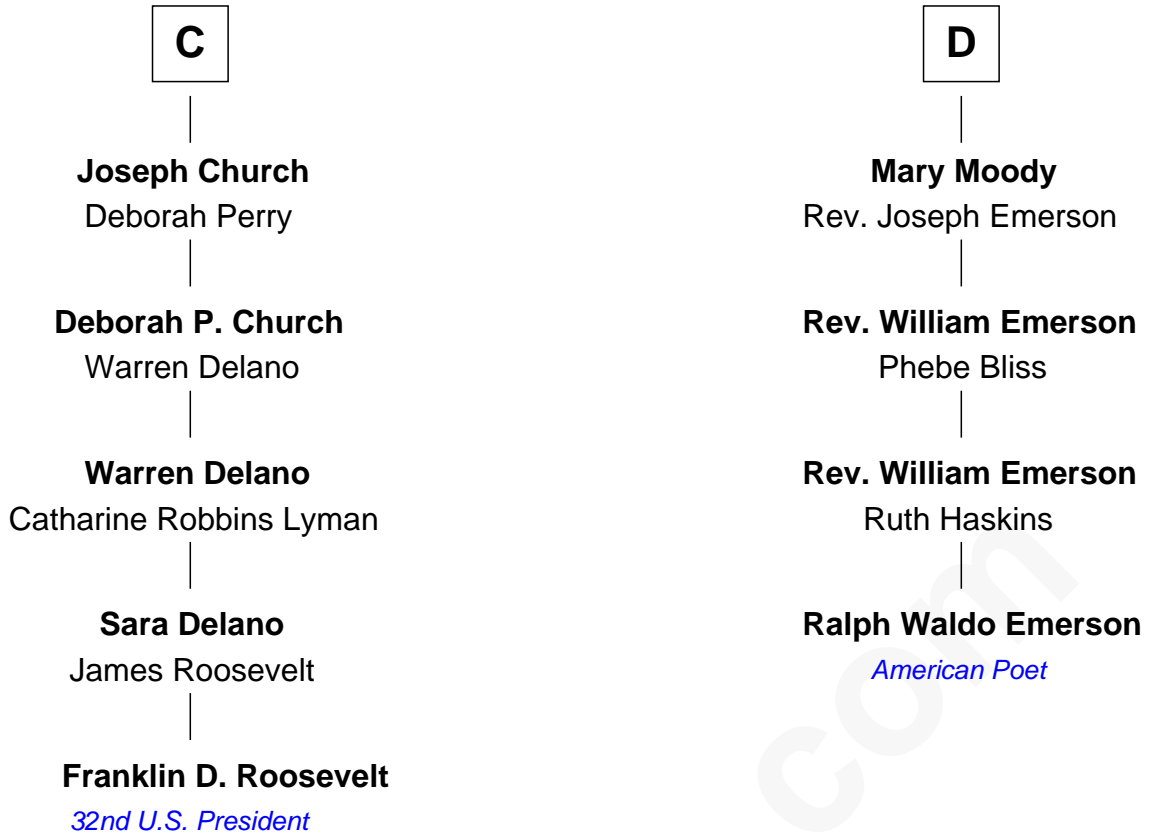 C
Joseph Church
Deborah Perry
Deborah P. Church
Warren Delano
Warren Delano
Catharine Robbins Lyman
Sara Delano
James Roosevelt
Franklin D. Roosevelt
32nd U.S. President
D
Mary Moody
Rev. Joseph Emerson
Rev. William Emerson
Phebe Bliss
Rev. William Emerson
Ruth Haskins
Ralph Waldo Emerson
American Poet
com